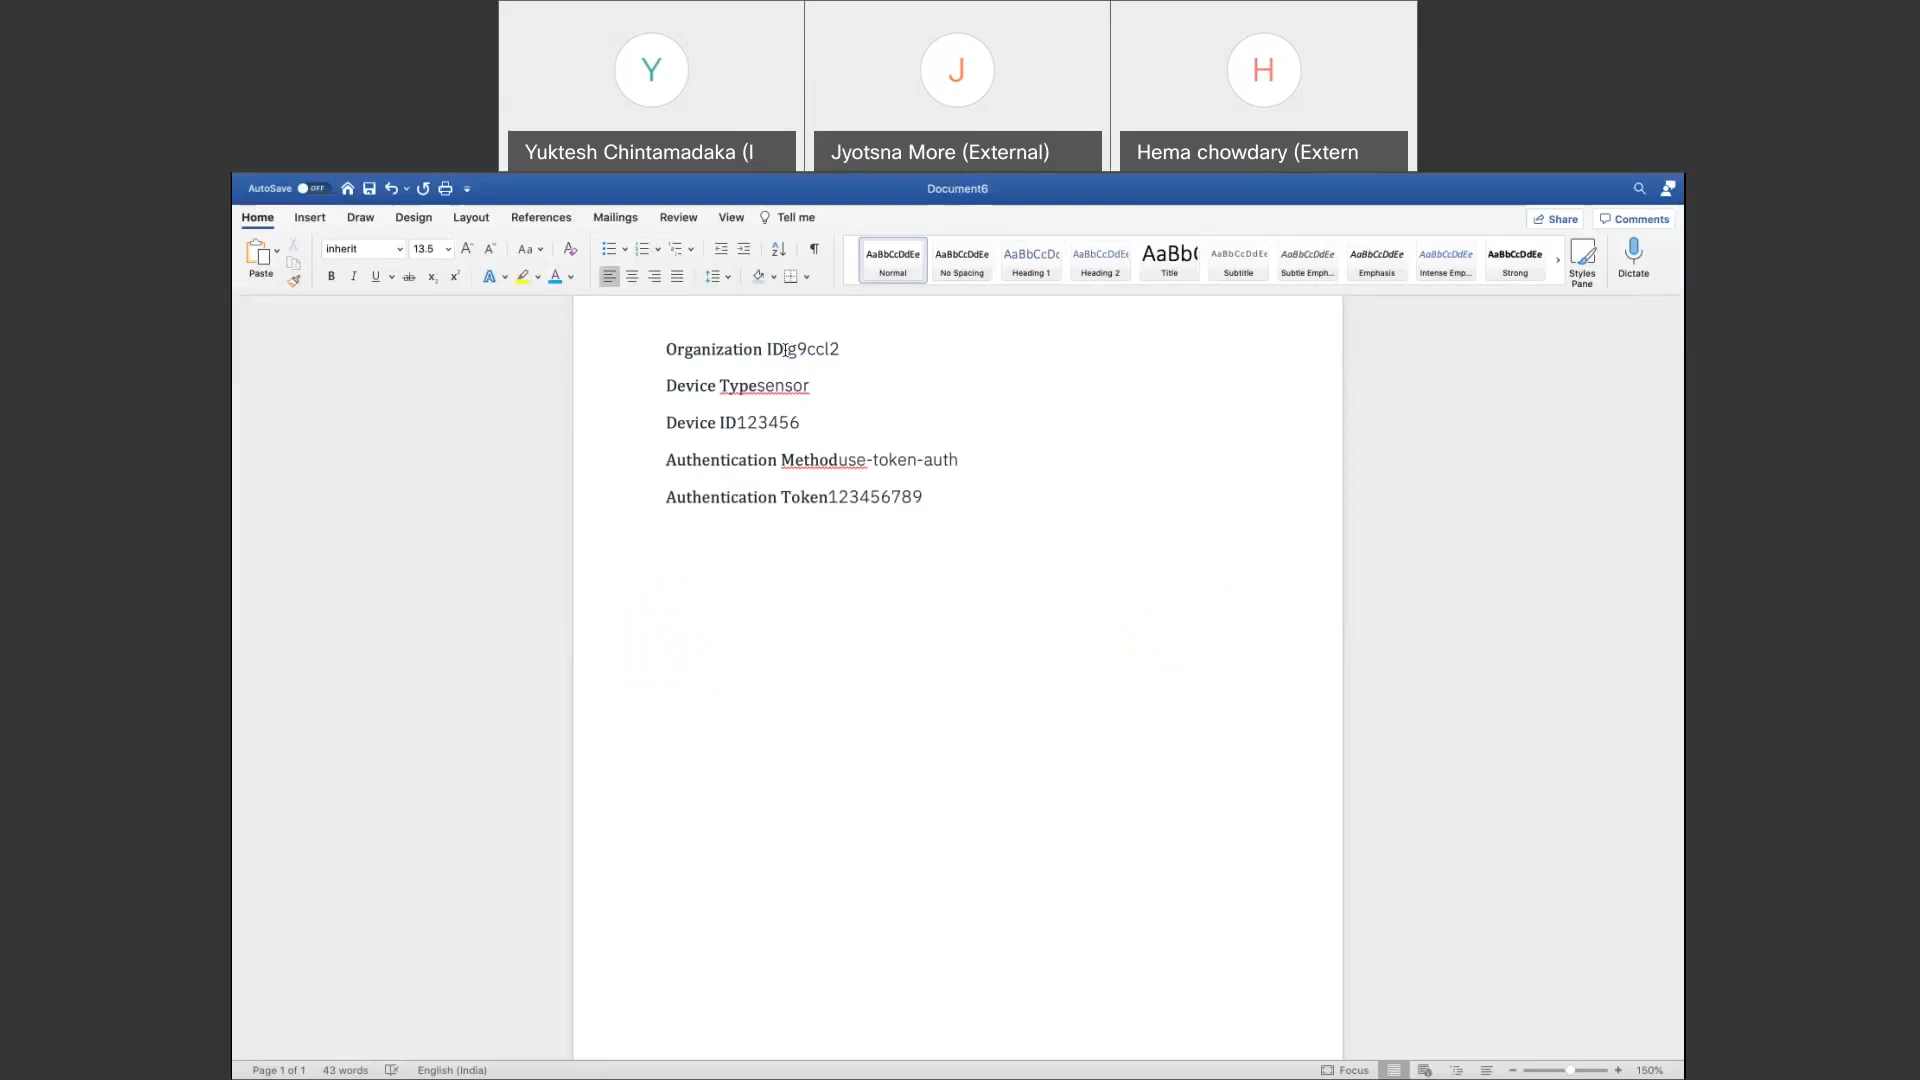 Y
J
H
Yuktesh Chintamadaka (I
Jyotsna More (External)
Hema chowdary (Extern
AutoSave OFF
Document6
Home Insert Draw Design Layout References Mailings Review View Tell me
Share Comments
Paste
inherit 13.5
AaBbCcDdEe AaBbCcDdEe AaBbCcDc AaBbCcDdEe AaBb( AaBbCcDdEe AaBbCcDdEe AaBbCcDdEe AaBbCcDdEe AaBbCcDdEe
Normal No Spacing Heading 1 Heading 2 Title Subtitle Subtle Emph... Emphasis Intense Emp... Strong
Styles Pane
Dictate
Organization IDjg9ccl2
Device Typesensor
Device ID123456
Authentication Methoduse-token-auth
Authentication Token123456789
Page 1 of 1 43 words English (India)
Focus
150%